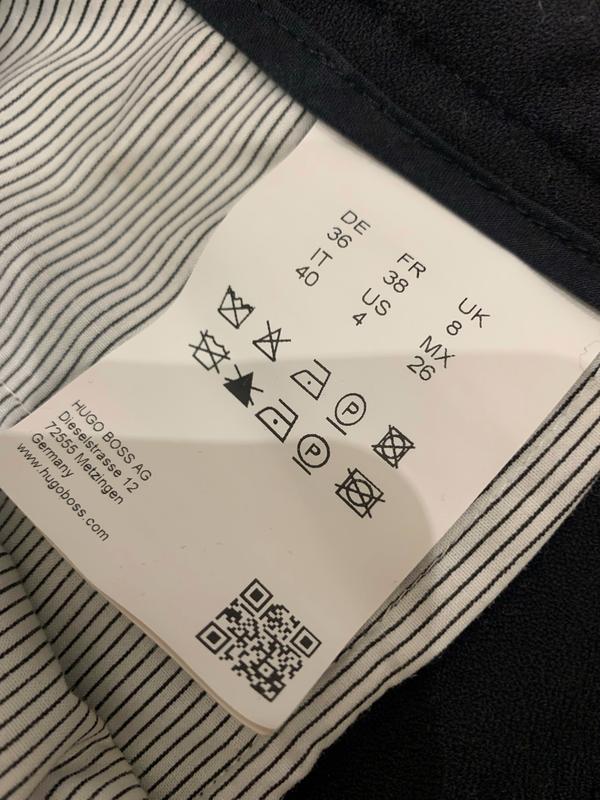 DE FR UK
36 38 8
IT US MX
40 4 26
P
P
HUGO BOSS AG
Dieselstrasse 12
72555 Metzingen
Germany
www.hugoboss.com